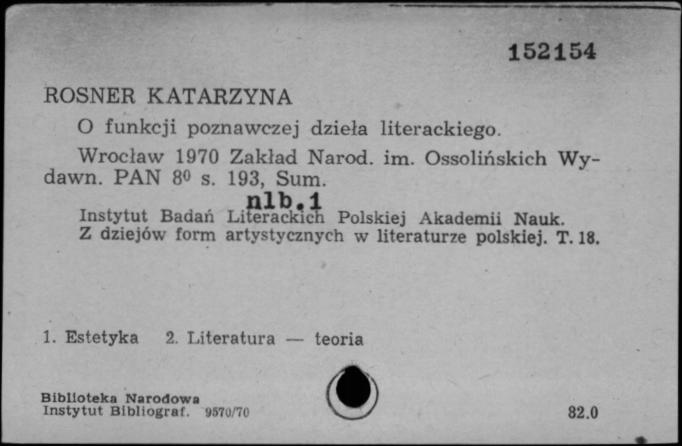 152154
ROSNER KATARZYNA
O funkcji poznawczej dzieła literackiego.
Wrocław 1970 Zakład Narod. im. Ossolińskich Wy-
dawn. PAN 8⁰ s. 193, Sum.
nlb.1
Instytut Badań Literackich Polskiej Akademii Nauk.
Z dziejów form artystycznych w literaturze polskiej. T. 18.
1. Estetyka 2. Literatura — teoria
Biblioteka Narodowa
Instytut Bibliograf. 9570/70
82.0